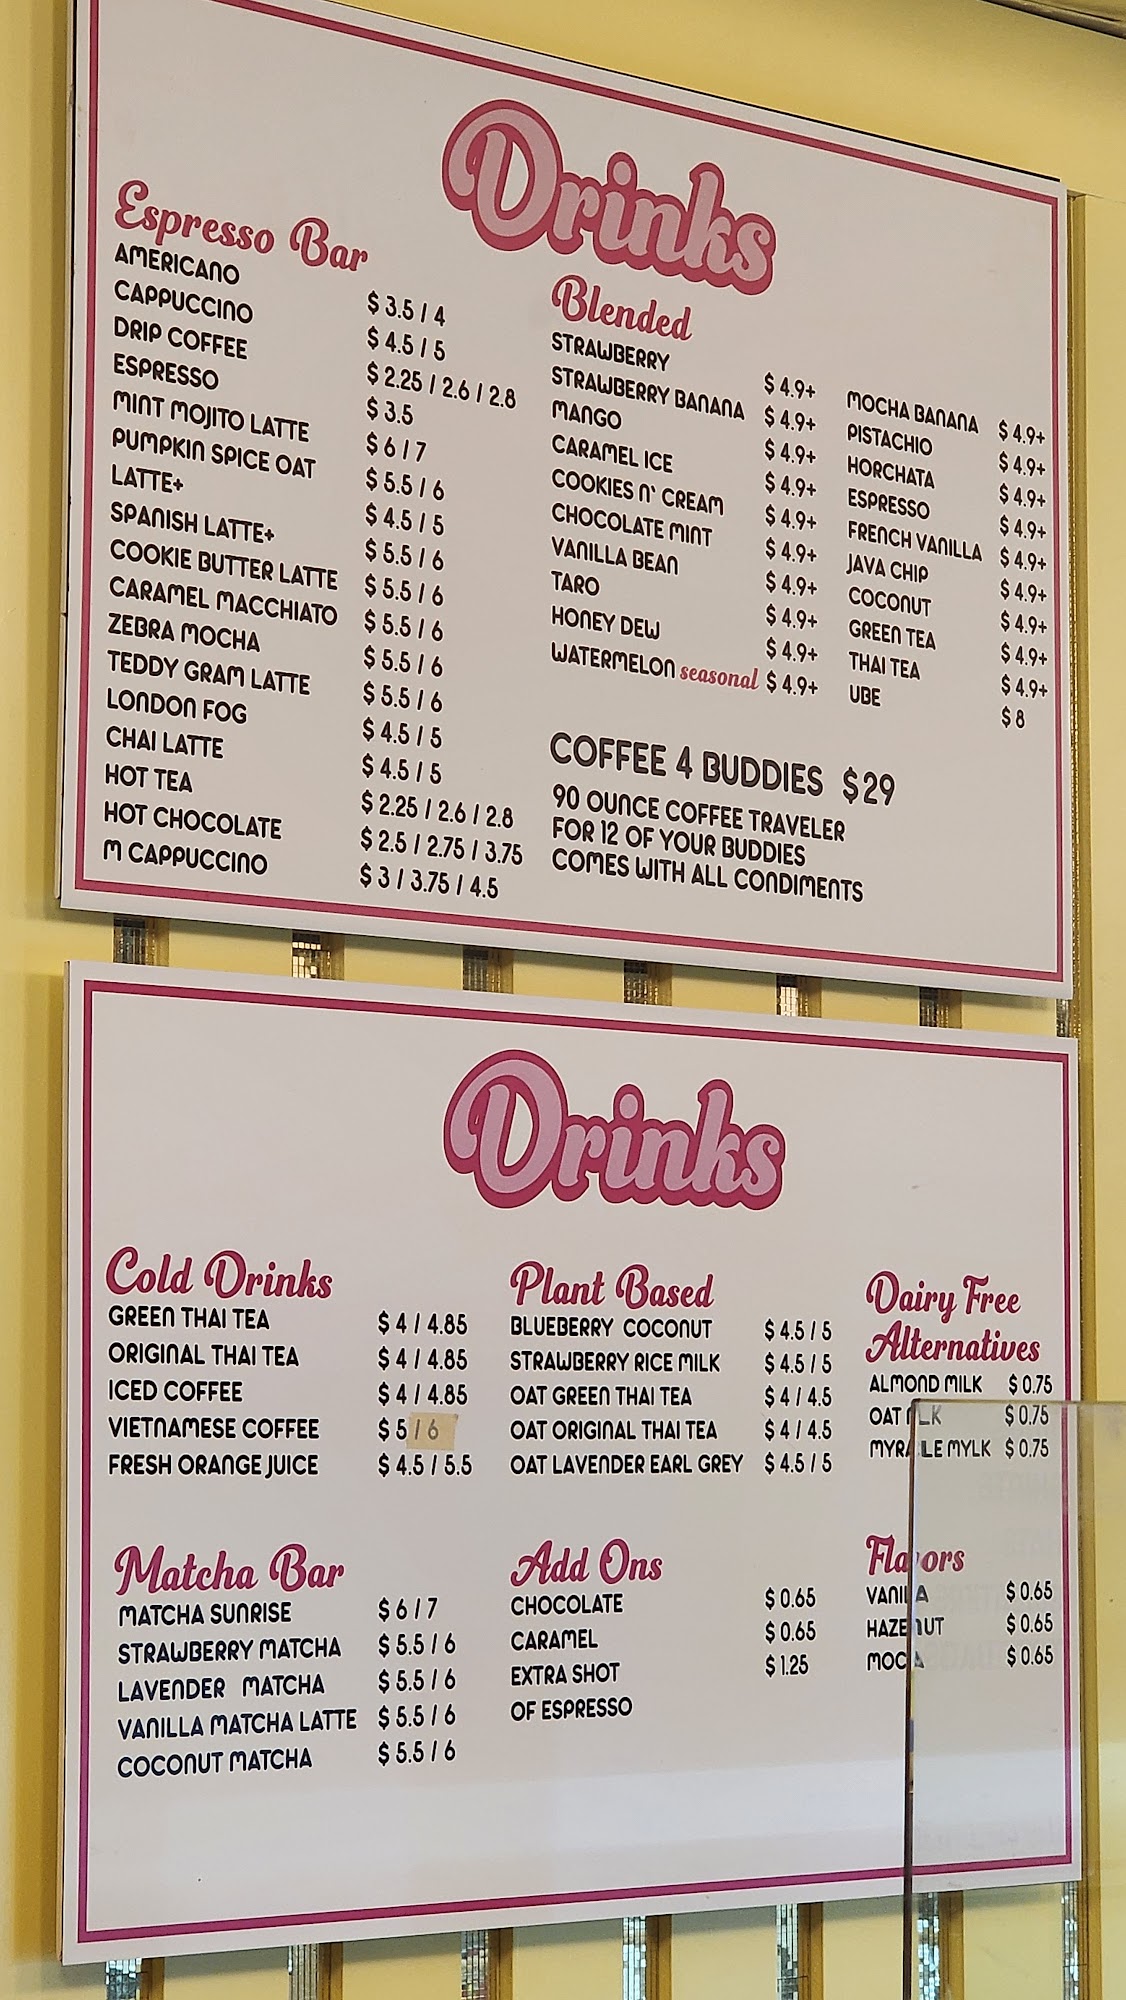 Drinks
Espresso Bar
AMERICANO $ 3.5 / 4
CAPPUCCINO $ 4.5 / 5
DRIP COFFEE $ 2.25 / 2.6 / 2.8
ESPRESSO $ 3.5
MINT MOJITO LATTE $ 6 / 7
PUMPKIN SPICE OAT $ 5.5 / 6
LATTE+ $ 4.5 / 5
SPANISH LATTE+ $ 5.5 / 6
COOKIE BUTTER LATTE $ 5.5 / 6
CARAMEL MACCHIATO $ 5.5 / 6
ZEBRA MOCHA $ 5.5 / 6
TEDDY GRAM LATTE $ 5.5 / 6
LONDON FOG $ 4.5 / 5
CHAI LATTE $ 4.5 / 5
HOT TEA $ 2.25 / 2.6 / 2.8
HOT CHOCOLATE $ 2.5 / 2.75 / 3.75
M CAPPUCCINO $ 3 / 3.75 / 4.5
Blended
STRAWBERRY $ 4.9+
STRAWBERRY BANANA $ 4.9+
MANGO $ 4.9+
CARAMEL ICE $ 4.9+
COOKIES N' CREAM $ 4.9+
CHOCOLATE MINT $ 4.9+
VANILLA BEAN $ 4.9+
TARO $ 4.9+
HONEY DEW $ 4.9+
WATERMELON seasonal $ 4.9+
MOCHA BANANA $ 4.9+
PISTACHIO $ 4.9+
HORCHATA $ 4.9+
ESPRESSO $ 4.9+
FRENCH VANILLA $ 4.9+
JAVA CHIP $ 4.9+
COCONUT $ 4.9+
GREEN TEA $ 4.9+
THAI TEA $ 4.9+
UBE $ 8
COFFEE 4 BUDDIES $29
90 OUNCE COFFEE TRAVELER
FOR 12 OF YOUR BUDDIES
COMES WITH ALL CONDIMENTS
Drinks
Cold Drinks
GREEN THAI TEA $ 4 / 4.85
ORIGINAL THAI TEA $ 4 / 4.85
ICED COFFEE $ 4 / 4.85
VIETNAMESE COFFEE $ 5 / 6
FRESH ORANGE JUICE $ 4.5 / 5.5
Plant Based
BLUEBERRY COCONUT $ 4.5 / 5
STRAWBERRY RICE MILK $ 4.5 / 5
OAT GREEN THAI TEA $ 4 / 4.5
OAT ORIGINAL THAI TEA $ 4 / 4.5
OAT LAVENDER EARL GREY $ 4.5 / 5
Dairy Free
Alternatives
ALMOND MILK $ 0.75
OAT MILK $ 0.75
MYRACLE MYLK $ 0.75
Matcha Bar
MATCHA SUNRISE $ 6 / 7
STRAWBERRY MATCHA $ 5.5 / 6
LAVENDER MATCHA $ 5.5 / 6
VANILLA MATCHA LATTE $ 5.5 / 6
COCONUT MATCHA $ 5.5 / 6
Add Ons
CHOCOLATE $ 0.65
CARAMEL $ 0.65
EXTRA SHOT $ 1.25
OF ESPRESSO
Flavors
VANILLA $ 0.65
HAZELNUT $ 0.65
MOCHA $ 0.65